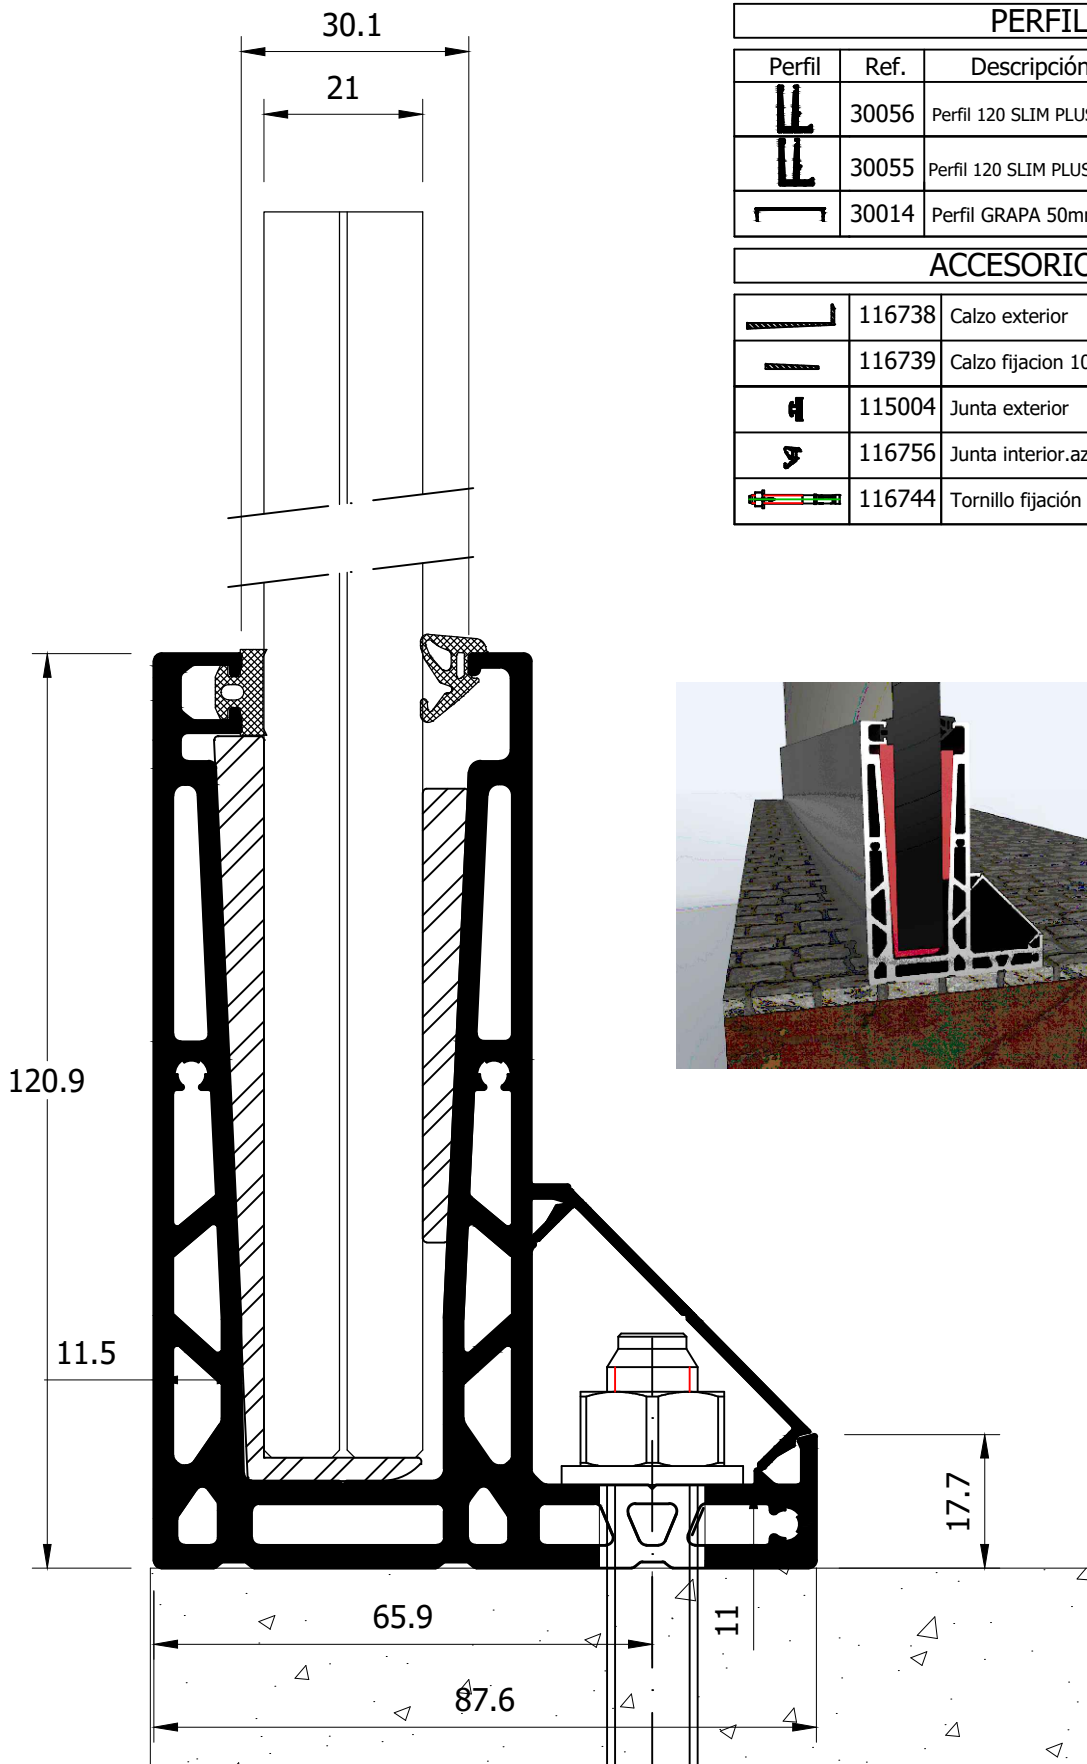 30.1
21
PERFIL
Perfil Ref. Descripción
30056 Perfil 120 SLIM PLUS
30055 Perfil 120 SLIM PLUS
30014 Perfil GRAPA 50mm
ACCESORIO
116738 Calzo exterior
116739 Calzo fijacion 10
115004 Junta exterior
116756 Junta interior.az
116744 Tornillo fijación
120.9
11.5
17.7
65.9
11
87.6